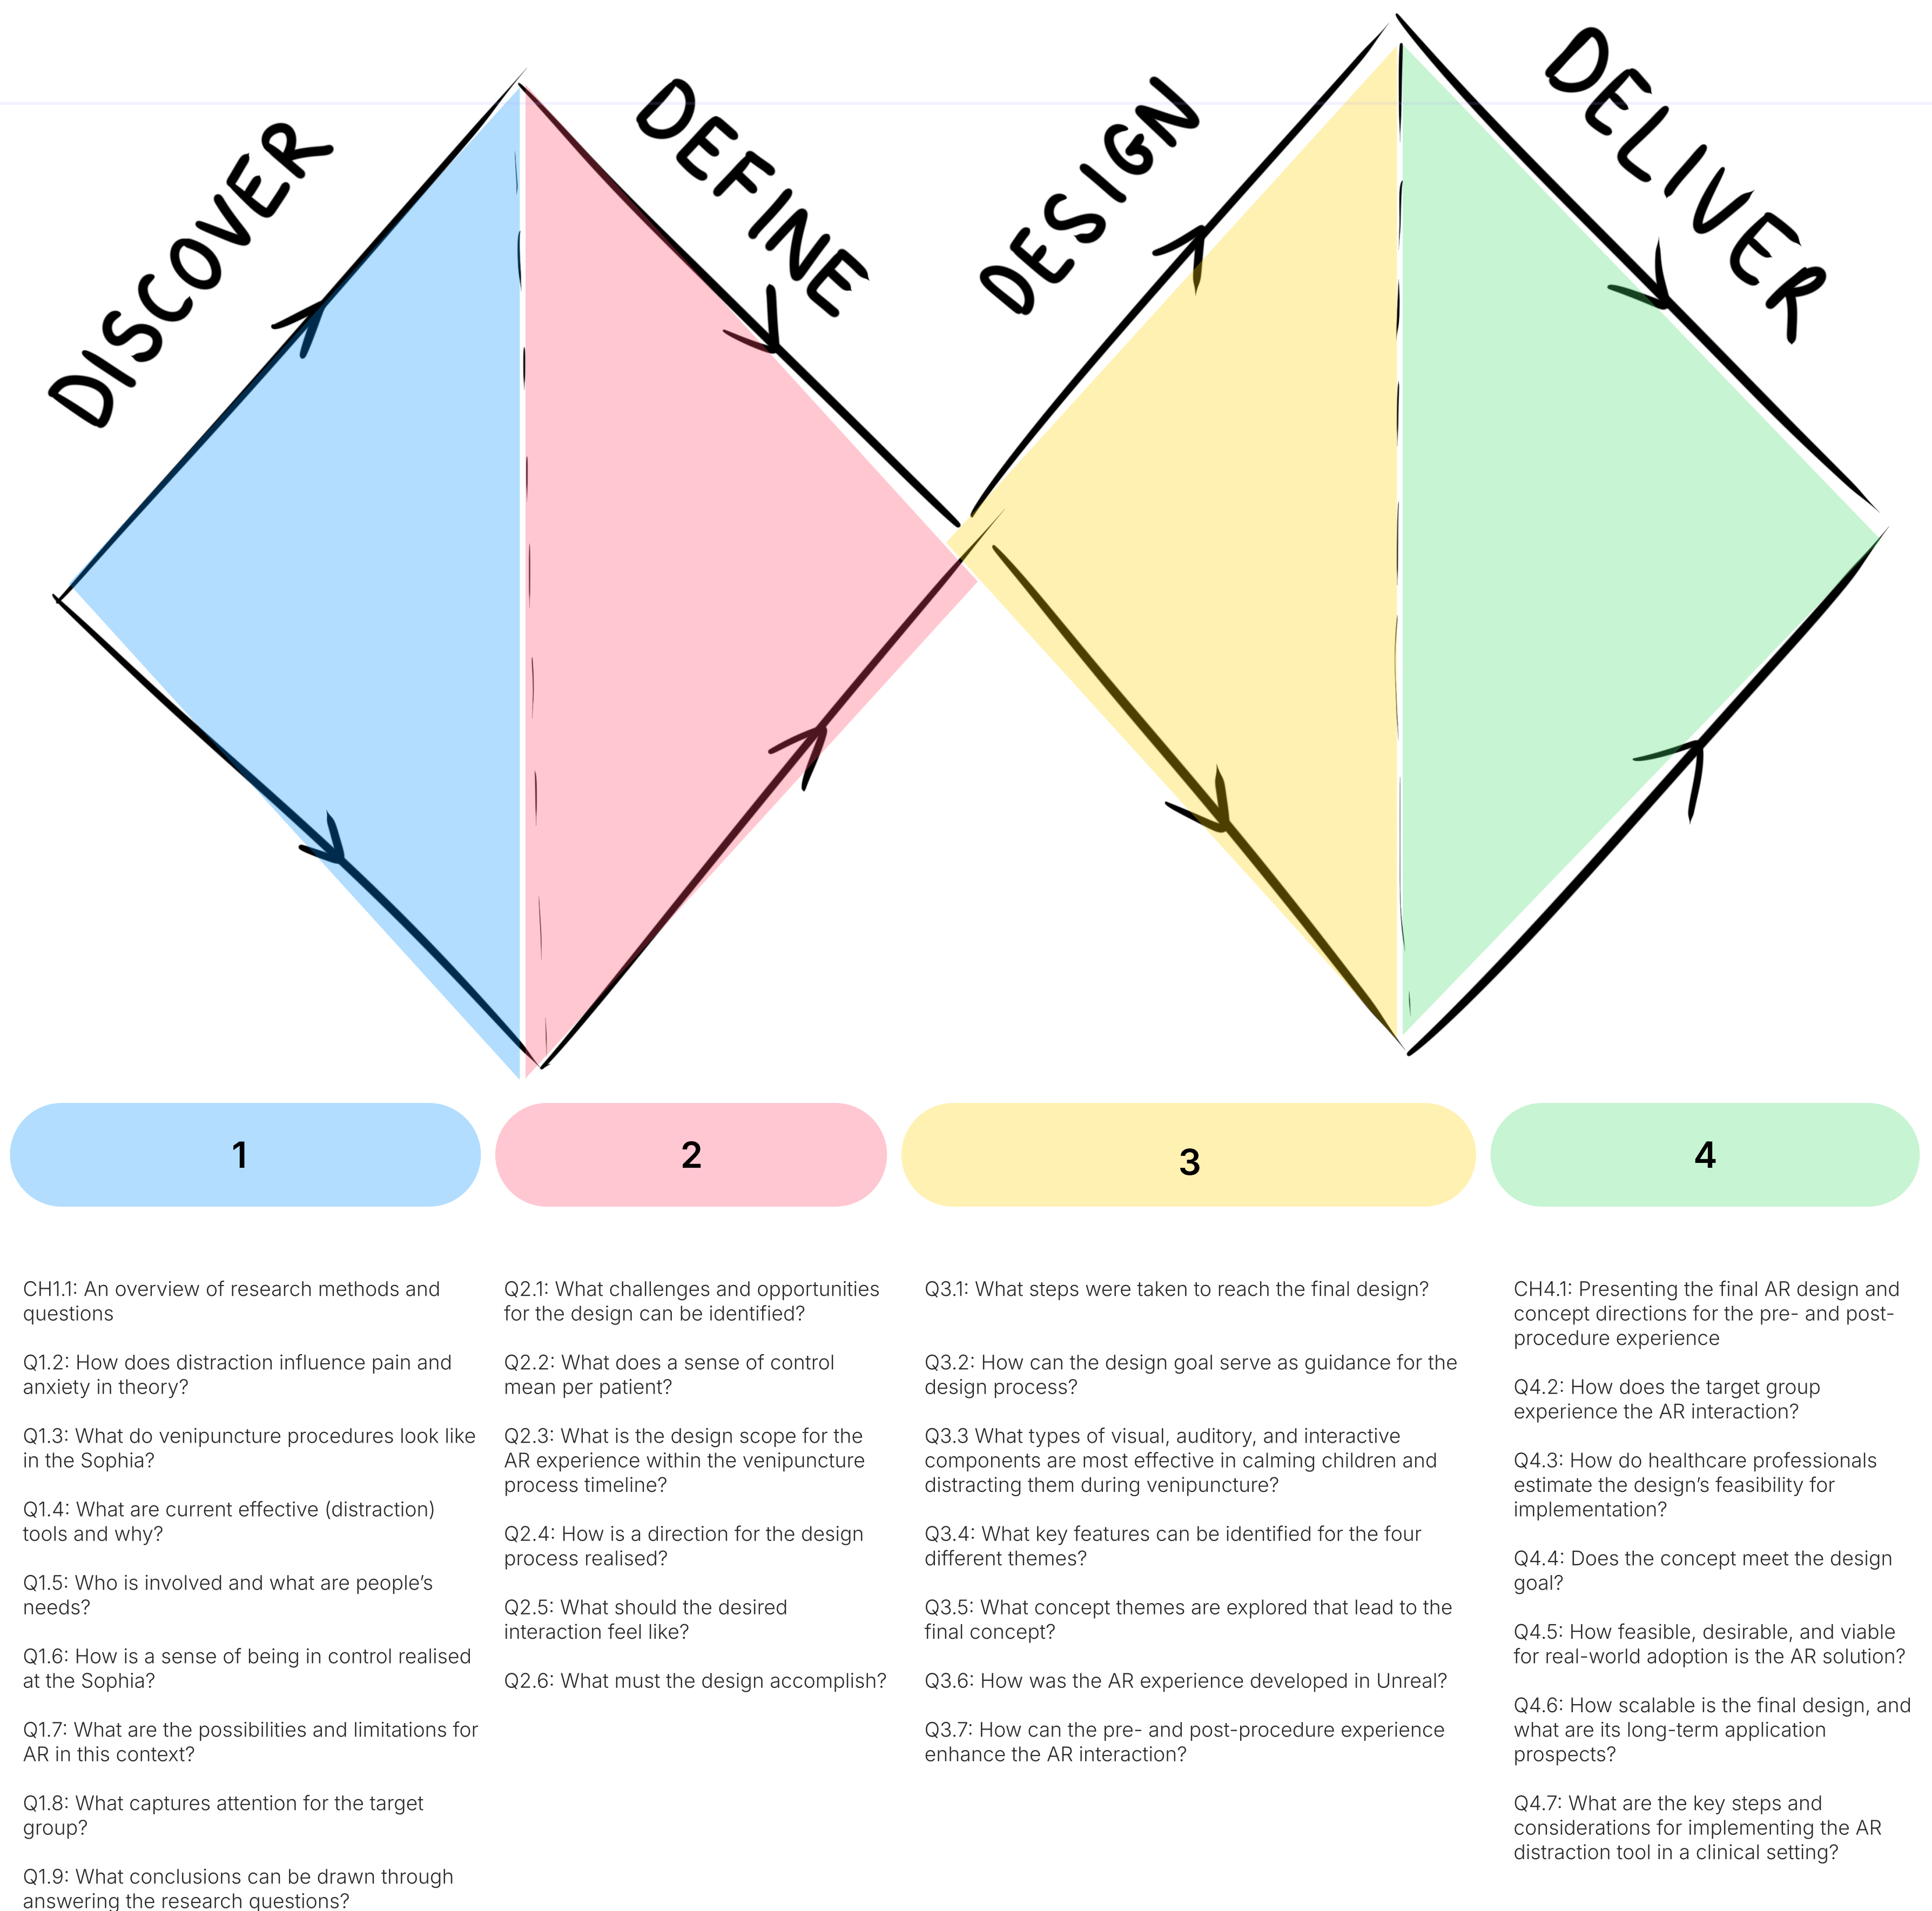 DISCOVER
DEFINE
DESIGN
DELIVER
1
2
3
4
CH1.1: An overview of research methods and
questions
Q1.2: How does distraction influence pain and
anxiety in theory?
Q1.3: What do venipuncture procedures look like
in the Sophia?
Q1.4: What are current effective (distraction)
tools and why?
Q1.5: Who is involved and what are people's
needs?
Q1.6: How is a sense of being in control realised
at the Sophia?
Q1.7: What are the possibilities and limitations for
AR in this context?
Q1.8: What captures attention for the target
group?
Q1.9: What conclusions can be drawn through
answering the research questions?
Q2.1: What challenges and opportunities
for the design can be identified?
Q2.2: What does a sense of control
mean per patient?
Q2.3: What is the design scope for the
AR experience within the venipuncture
process timeline?
Q2.4: How is a direction for the design
process realised?
Q2.5: What should the desired
interaction feel like?
Q2.6: What must the design accomplish?
Q3.1: What steps were taken to reach the final design?
Q3.2: How can the design goal serve as guidance for the
design process?
Q3.3 What types of visual, auditory, and interactive
components are most effective in calming children and
distracting them during venipuncture?
Q3.4: What key features can be identified for the four
different themes?
Q3.5: What concept themes are explored that lead to the
final concept?
Q3.6: How was the AR experience developed in Unreal?
Q3.7: How can the pre- and post-procedure experience
enhance the AR interaction?
CH4.1: Presenting the final AR design and
concept directions for the pre- and post-
procedure experience
Q4.2: How does the target group
experience the AR interaction?
Q4.3: How do healthcare professionals
estimate the design's feasibility for
implementation?
Q4.4: Does the concept meet the design
goal?
Q4.5: How feasible, desirable, and viable
for real-world adoption is the AR solution?
Q4.6: How scalable is the final design, and
what are its long-term application
prospects?
Q4.7: What are the key steps and
considerations for implementing the AR
distraction tool in a clinical setting?